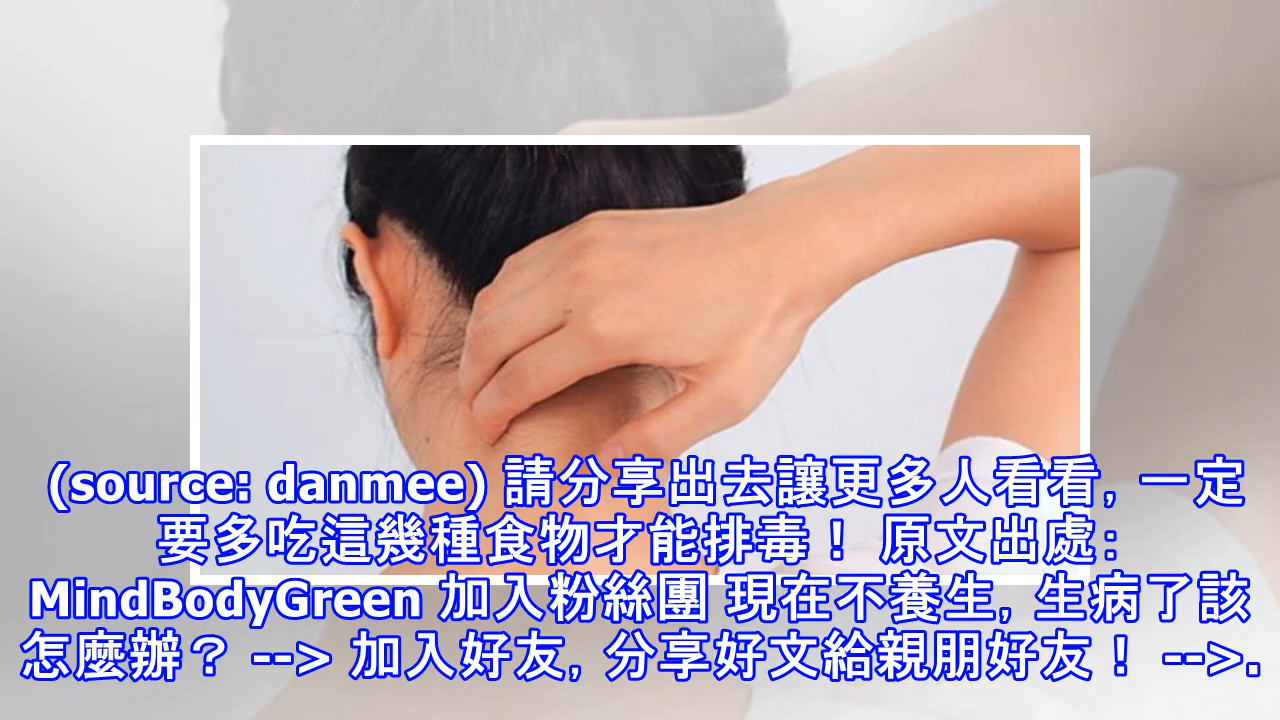 (source: danmee) 請分享出去讓更多人看看, 一定
要多吃這幾種食物才能排毒！ 原文出處：
MindBodyGreen 加入粉絲團 現在不養生, 生病了該
怎麼辦？ --> 加入好友, 分享好文給親朋好友！ -->.